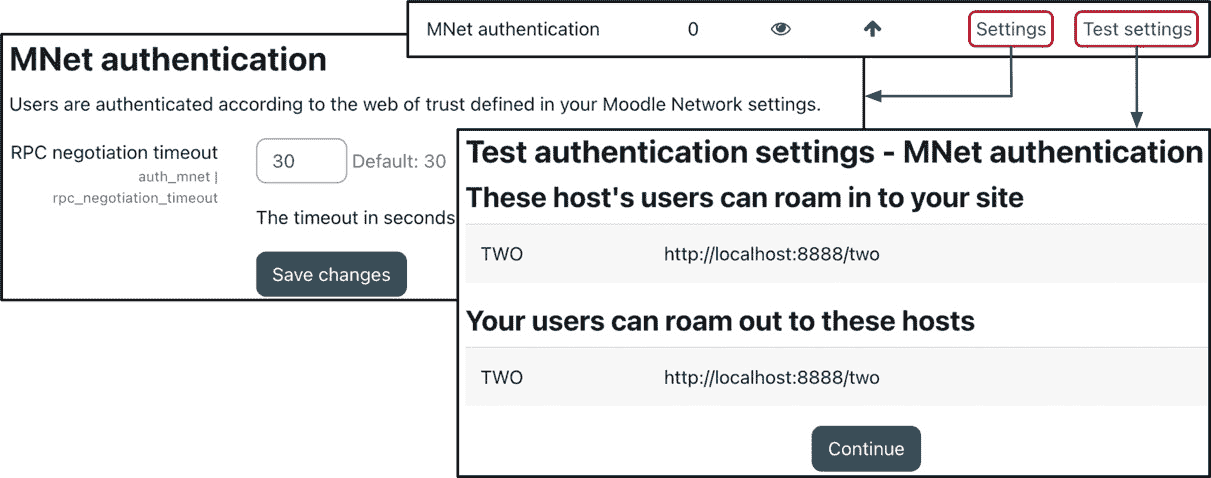 MNet authentication 0 Settings Test settings
MNet authentication
Users are authenticated according to the web of trust defined in your Moodle Network settings.
RPC negotiation timeout 30 Default: 30
auth_mnet |
rpc_negotiation_timeout
The timeout in seconds
Save changes
Test authentication settings - MNet authentication
These host's users can roam in to your site
TWO http://localhost:8888/two
Your users can roam out to these hosts
TWO http://localhost:8888/two
Continue